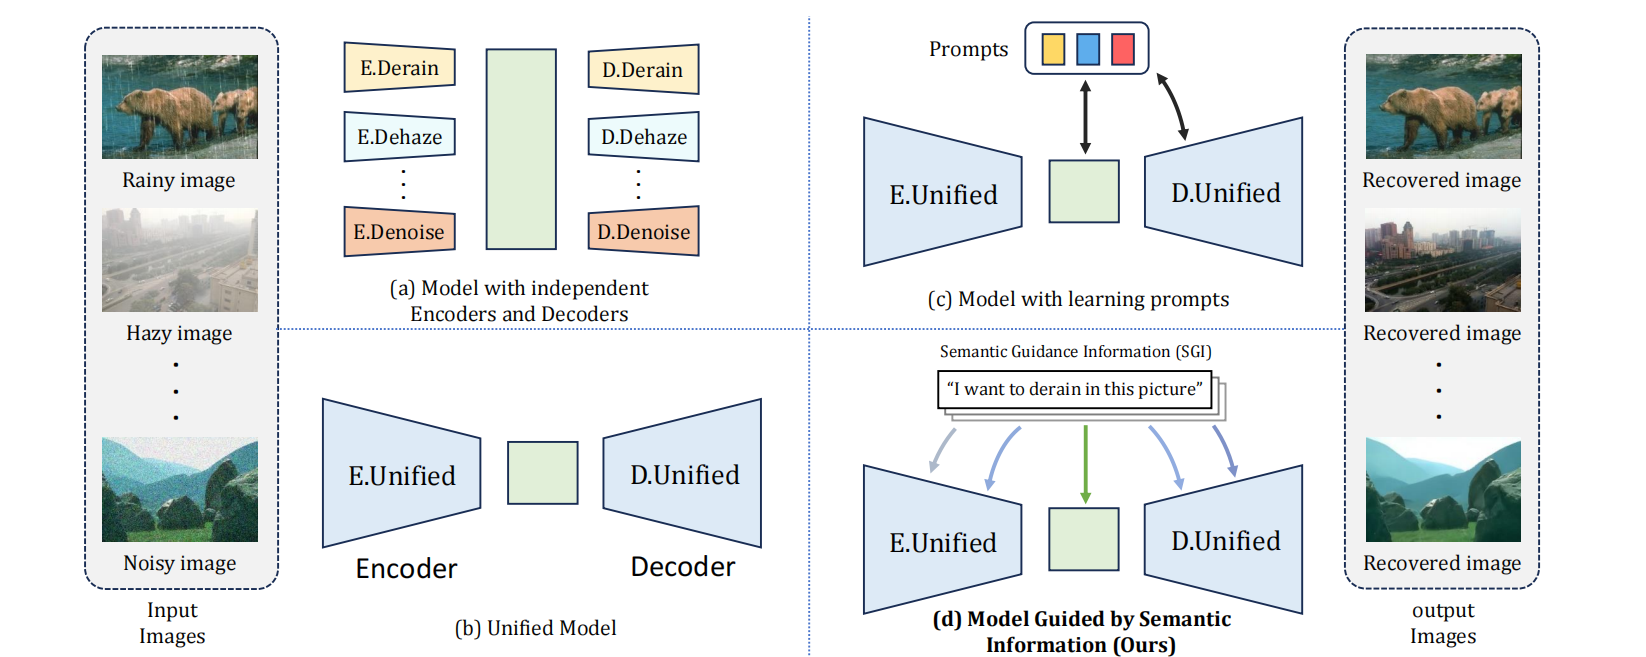 Rainy image
Hazy image
Noisy image
Input
Images
E.Derain
D.Derain
E.Dehaze
D.Dehaze
E.Denoise
D.Denoise
(a) Model with independent
Encoders and Decoders
E.Unified
D.Unified
Encoder
Decoder
(b) Unified Model
Prompts
E.Unified
D.Unified
(c) Model with learning prompts
Semantic Guidance Information (SGI)
“I want to derain in this picture”
E.Unified
D.Unified
(d) Model Guided by Semantic
Information (Ours)
Recovered image
Recovered image
Recovered image
output
Images